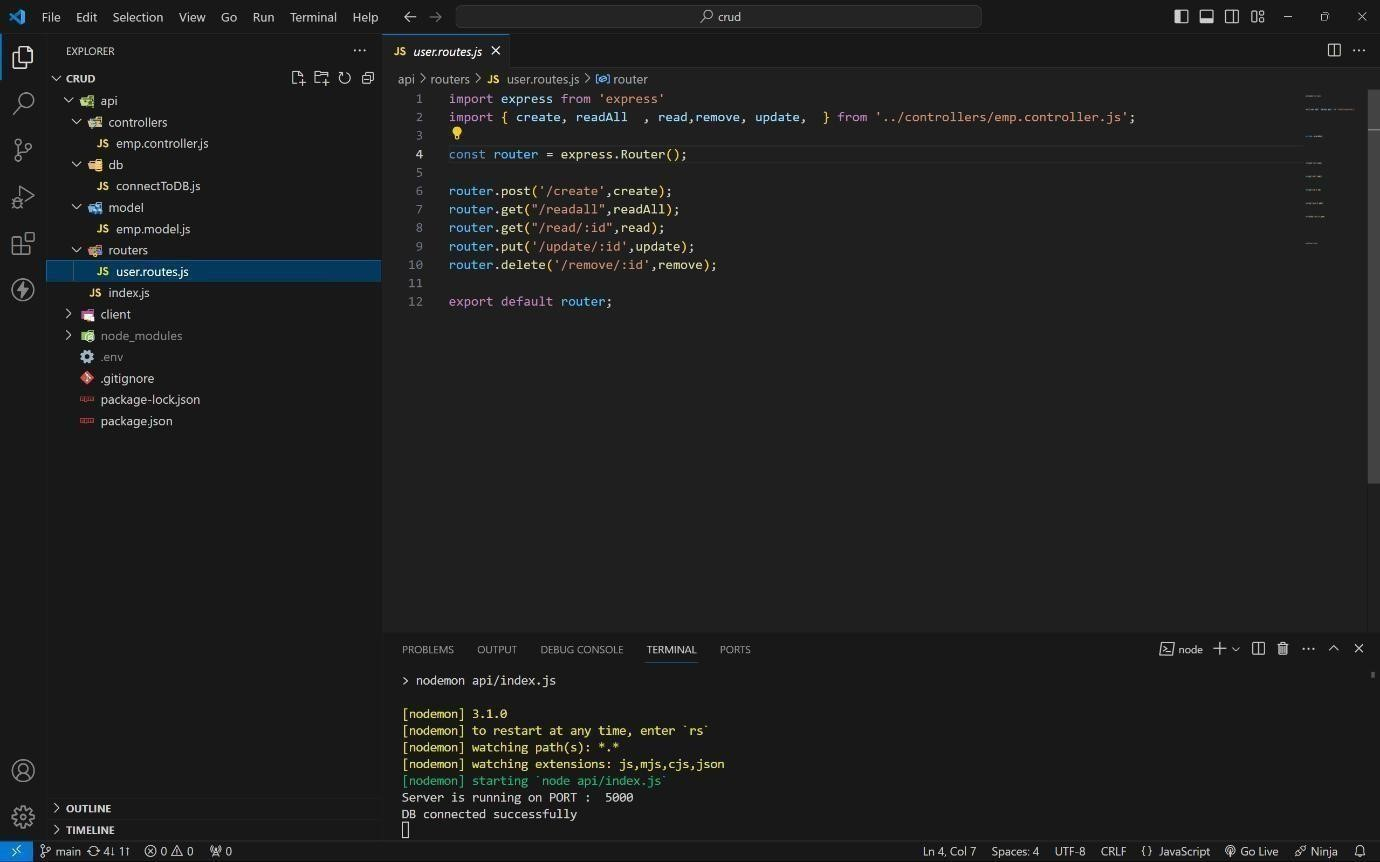 File Edit Selection View Go Run Terminal Help
crud
EXPLORER
CRUD
api
controllers
JS emp.controller.js
db
JS connectToDB.js
model
JS emp.model.js
routers
JS user.routes.js
JS index.js
client
node_modules
.env
.gitignore
package-lock.json
package.json
OUTLINE
TIMELINE
JS user.routes.js
api > routers > JS user.routes.js > router
1 import express from 'express'
2 import { create, readAll  , read,remove, update,  } from '../controllers/emp.controller.js';
3
4 const router = express.Router();
5
6 router.post('/create',create);
7 router.get("/readall",readAll);
8 router.get("/read/:id",read);
9 router.put('/update/:id',update);
10 router.delete('/remove/:id',remove);
11
12 export default router;
PROBLEMS OUTPUT DEBUG CONSOLE TERMINAL PORTS
node
> nodemon api/index.js
[nodemon] 3.1.0
[nodemon] to restart at any time, enter `rs`
[nodemon] watching path(s): *.*
[nodemon] watching extensions: js,mjs,cjs,json
[nodemon] starting `node api/index.js`
Server is running on PORT :  5000
DB connected successfully
main 4↓ 1↑ 0 0 0
Ln 4, Col 7 Spaces: 4 UTF-8 CRLF {} JavaScript Go Live Ninja